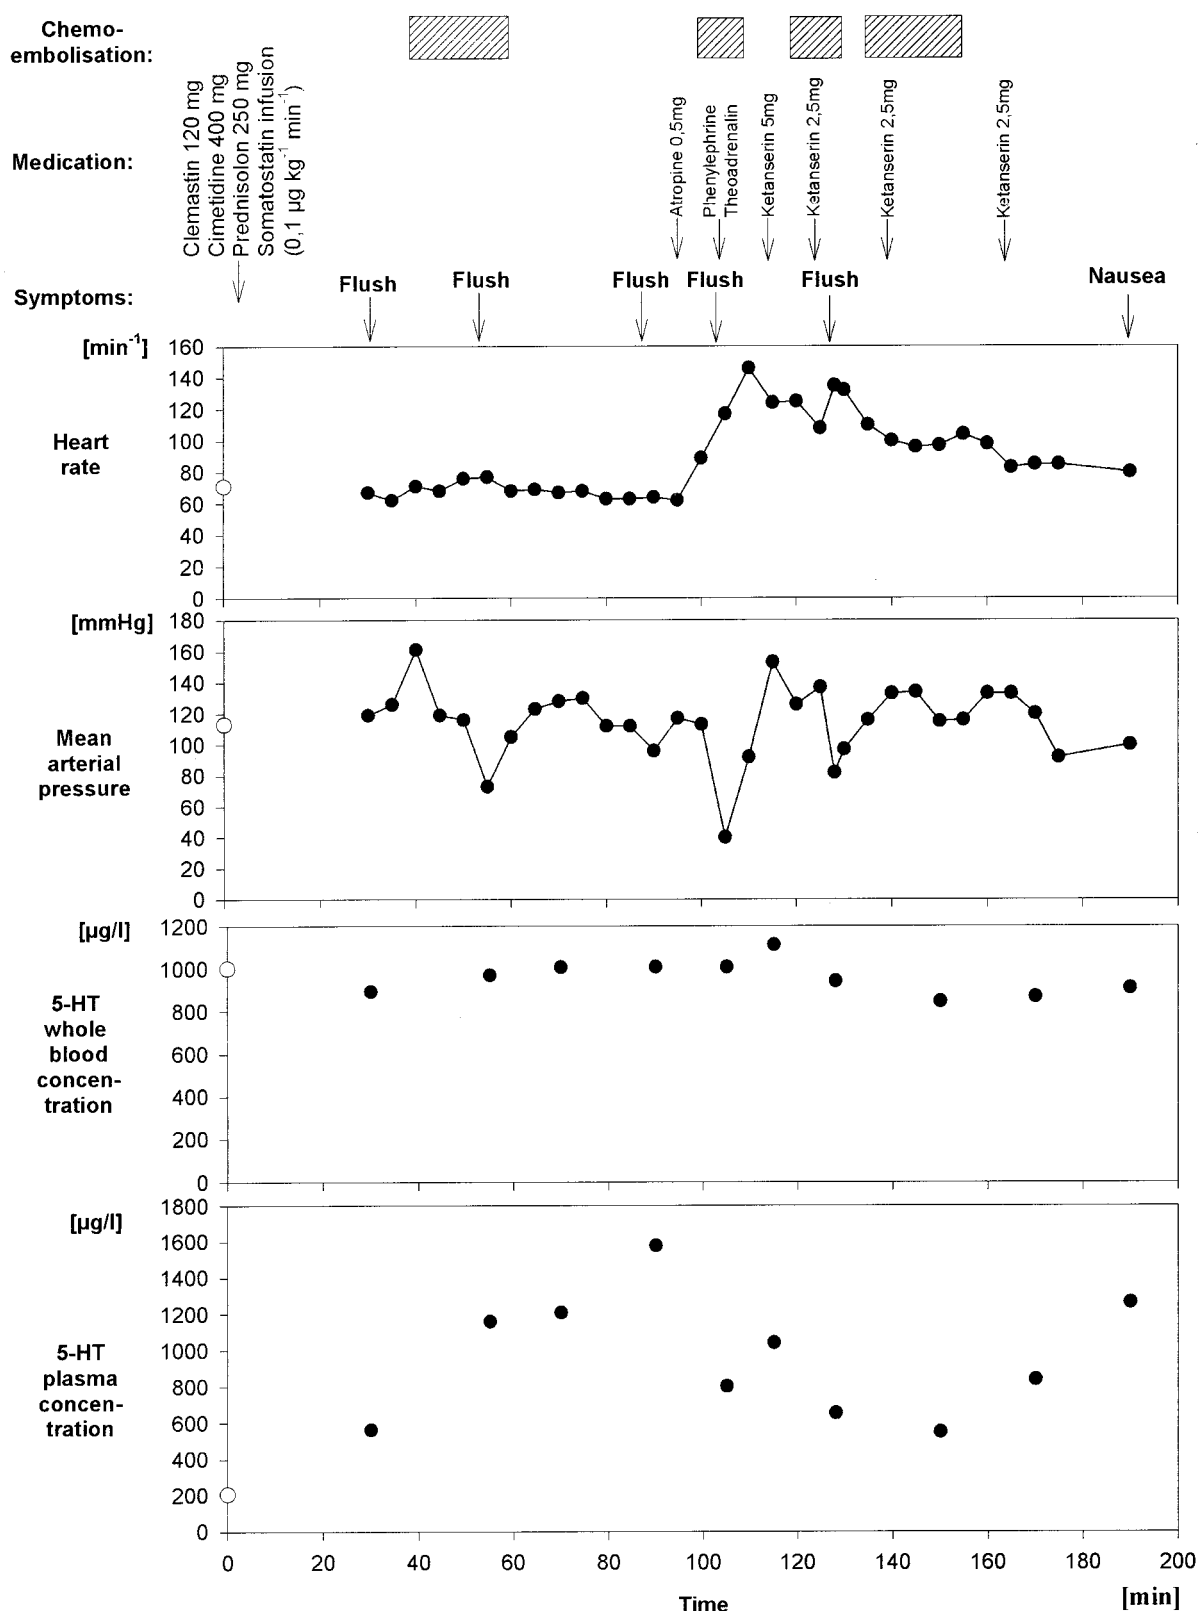 Chemo-
embolisation:
Medication:
Clemastin 120 mg
Cimetidine 400 mg
Prednisolon 250 mg
Somatostatin infusion
(0,1 µg kg⁻¹ min⁻¹)
Atropine 0,5mg
Phenylephrine
Theoadrenalin
Ketanserin 5mg
Ketanserin 2,5mg
Ketanserin 2,5mg
Ketanserin 2,5mg
Symptoms:
Flush
Flush
Flush
Flush
Flush
Nausea
[min⁻¹]
Heart
rate
160
140
120
100
80
60
40
20
0
[mmHg]
Mean
arterial
pressure
180
160
140
120
100
80
60
40
20
0
[µg/l]
5-HT
whole
blood
concen-
tration
1200
1000
800
600
400
200
0
[µg/l]
5-HT
plasma
concen-
tration
1800
1600
1400
1200
1000
800
600
400
200
0
0 20 40 60 80 100 120 140 160 180 200
Time [min]